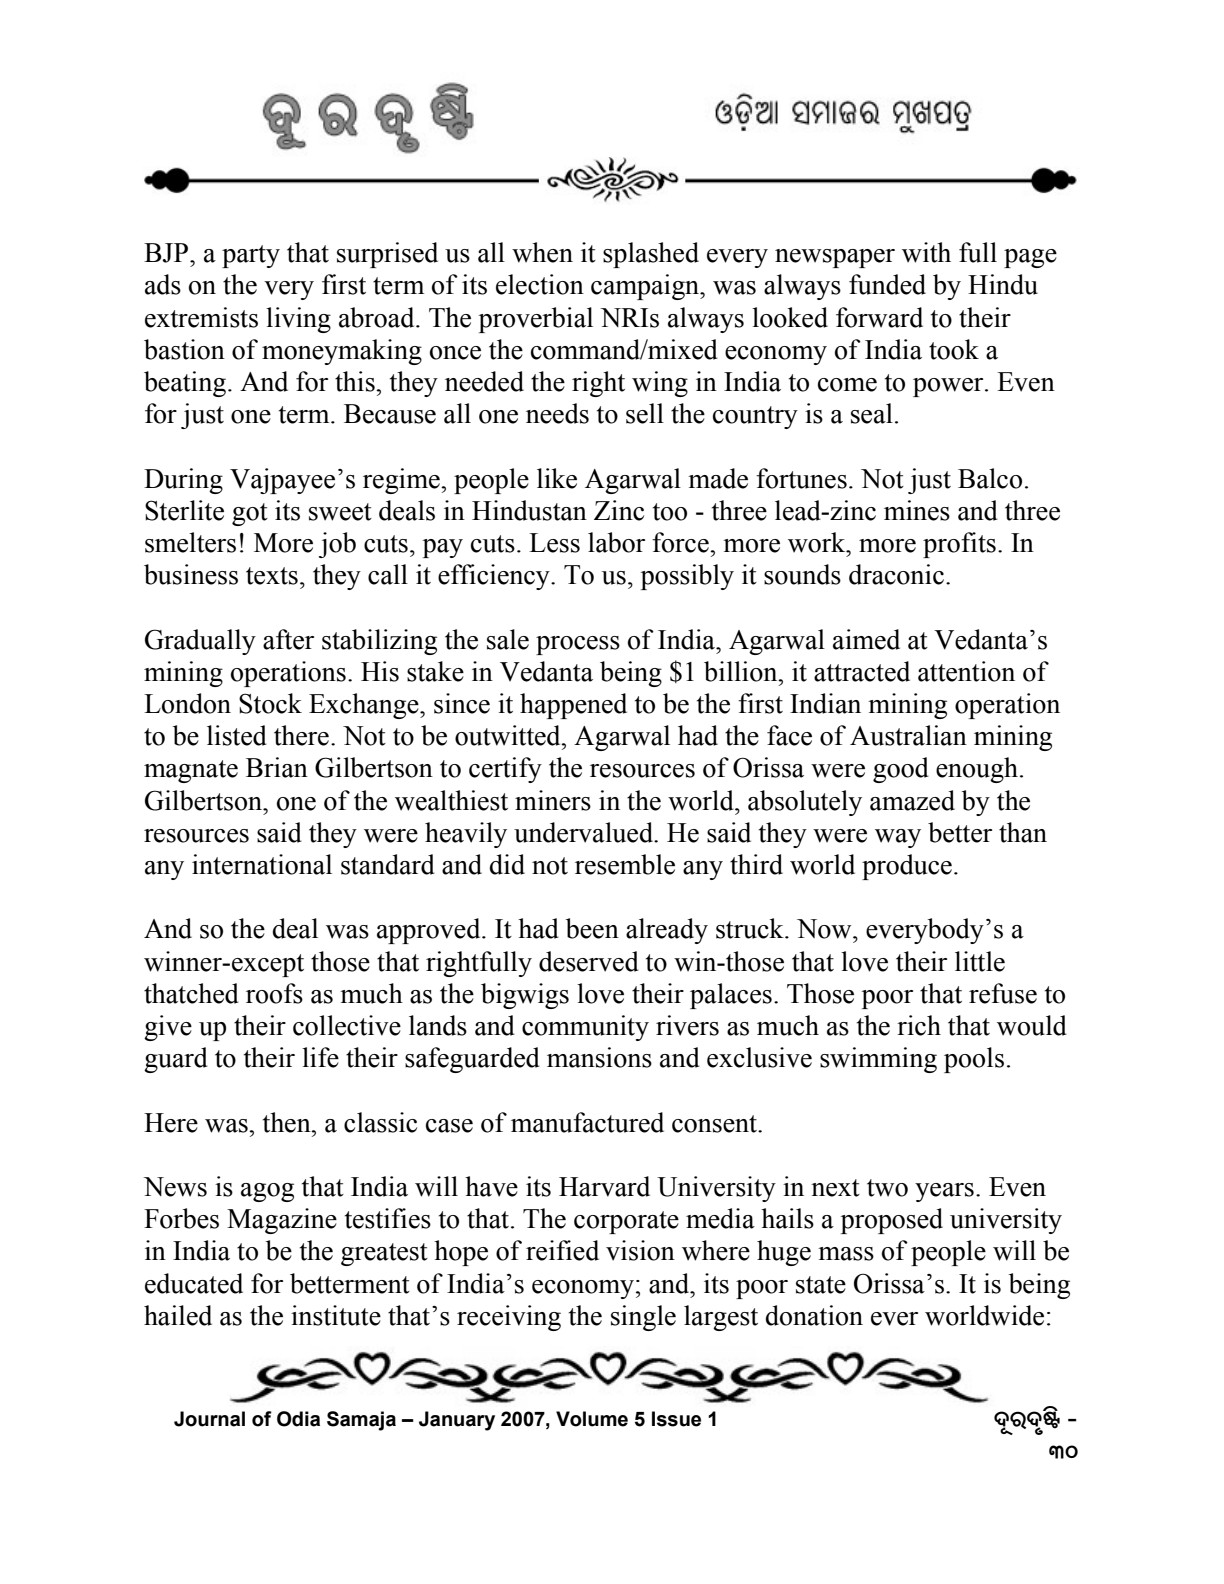 ଦୂରଦୃଷ୍ଟି
ଓଡ଼ିଆ ସମାଜର ମୁଖପତ୍ର
BJP, a party that surprised us all when it splashed every newspaper with full page
ads on the very first term of its election campaign, was always funded by Hindu
extremists living abroad. The proverbial NRIs always looked forward to their
bastion of moneymaking once the command/mixed economy of India took a
beating. And for this, they needed the right wing in India to come to power. Even
for just one term. Because all one needs to sell the country is a seal.
During Vajpayee’s regime, people like Agarwal made fortunes. Not just Balco.
Sterlite got its sweet deals in Hindustan Zinc too - three lead-zinc mines and three
smelters! More job cuts, pay cuts. Less labor force, more work, more profits. In
business texts, they call it efficiency. To us, possibly it sounds draconic.
Gradually after stabilizing the sale process of India, Agarwal aimed at Vedanta’s
mining operations. His stake in Vedanta being $1 billion, it attracted attention of
London Stock Exchange, since it happened to be the first Indian mining operation
to be listed there. Not to be outwitted, Agarwal had the face of Australian mining
magnate Brian Gilbertson to certify the resources of Orissa were good enough.
Gilbertson, one of the wealthiest miners in the world, absolutely amazed by the
resources said they were heavily undervalued. He said they were way better than
any international standard and did not resemble any third world produce.
And so the deal was approved. It had been already struck. Now, everybody’s a
winner-except those that rightfully deserved to win-those that love their little
thatched roofs as much as the bigwigs love their palaces. Those poor that refuse to
give up their collective lands and community rivers as much as the rich that would
guard to their life their safeguarded mansions and exclusive swimming pools.
Here was, then, a classic case of manufactured consent.
News is agog that India will have its Harvard University in next two years. Even
Forbes Magazine testifies to that. The corporate media hails a proposed university
in India to be the greatest hope of reified vision where huge mass of people will be
educated for betterment of India’s economy; and, its poor state Orissa’s. It is being
hailed as the institute that’s receiving the single largest donation ever worldwide:
Journal of Odia Samaja – January 2007, Volume 5 Issue 1
ଦୂରଦୃଷ୍ଟି -
୩୦